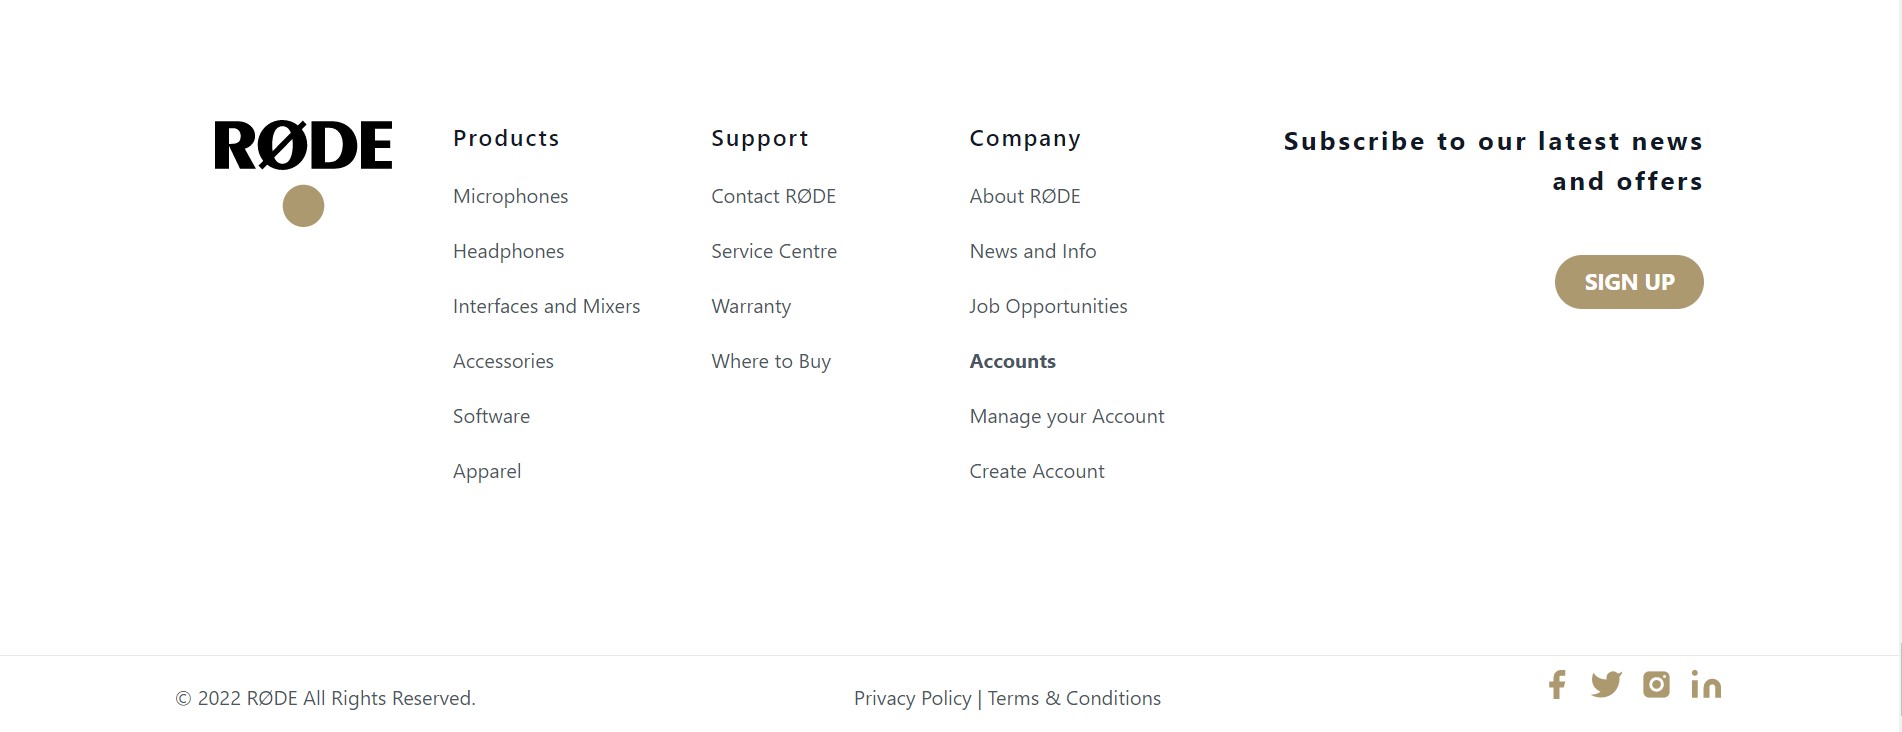 RØDE
Products
Microphones
Headphones
Interfaces and Mixers
Accessories
Software
Apparel
Support
Contact RØDE
Service Centre
Warranty
Where to Buy
Company
About RØDE
News and Info
Job Opportunities
Accounts
Manage your Account
Create Account
Subscribe to our latest news
and offers
SIGN UP
© 2022 RØDE All Rights Reserved.
Privacy Policy | Terms & Conditions